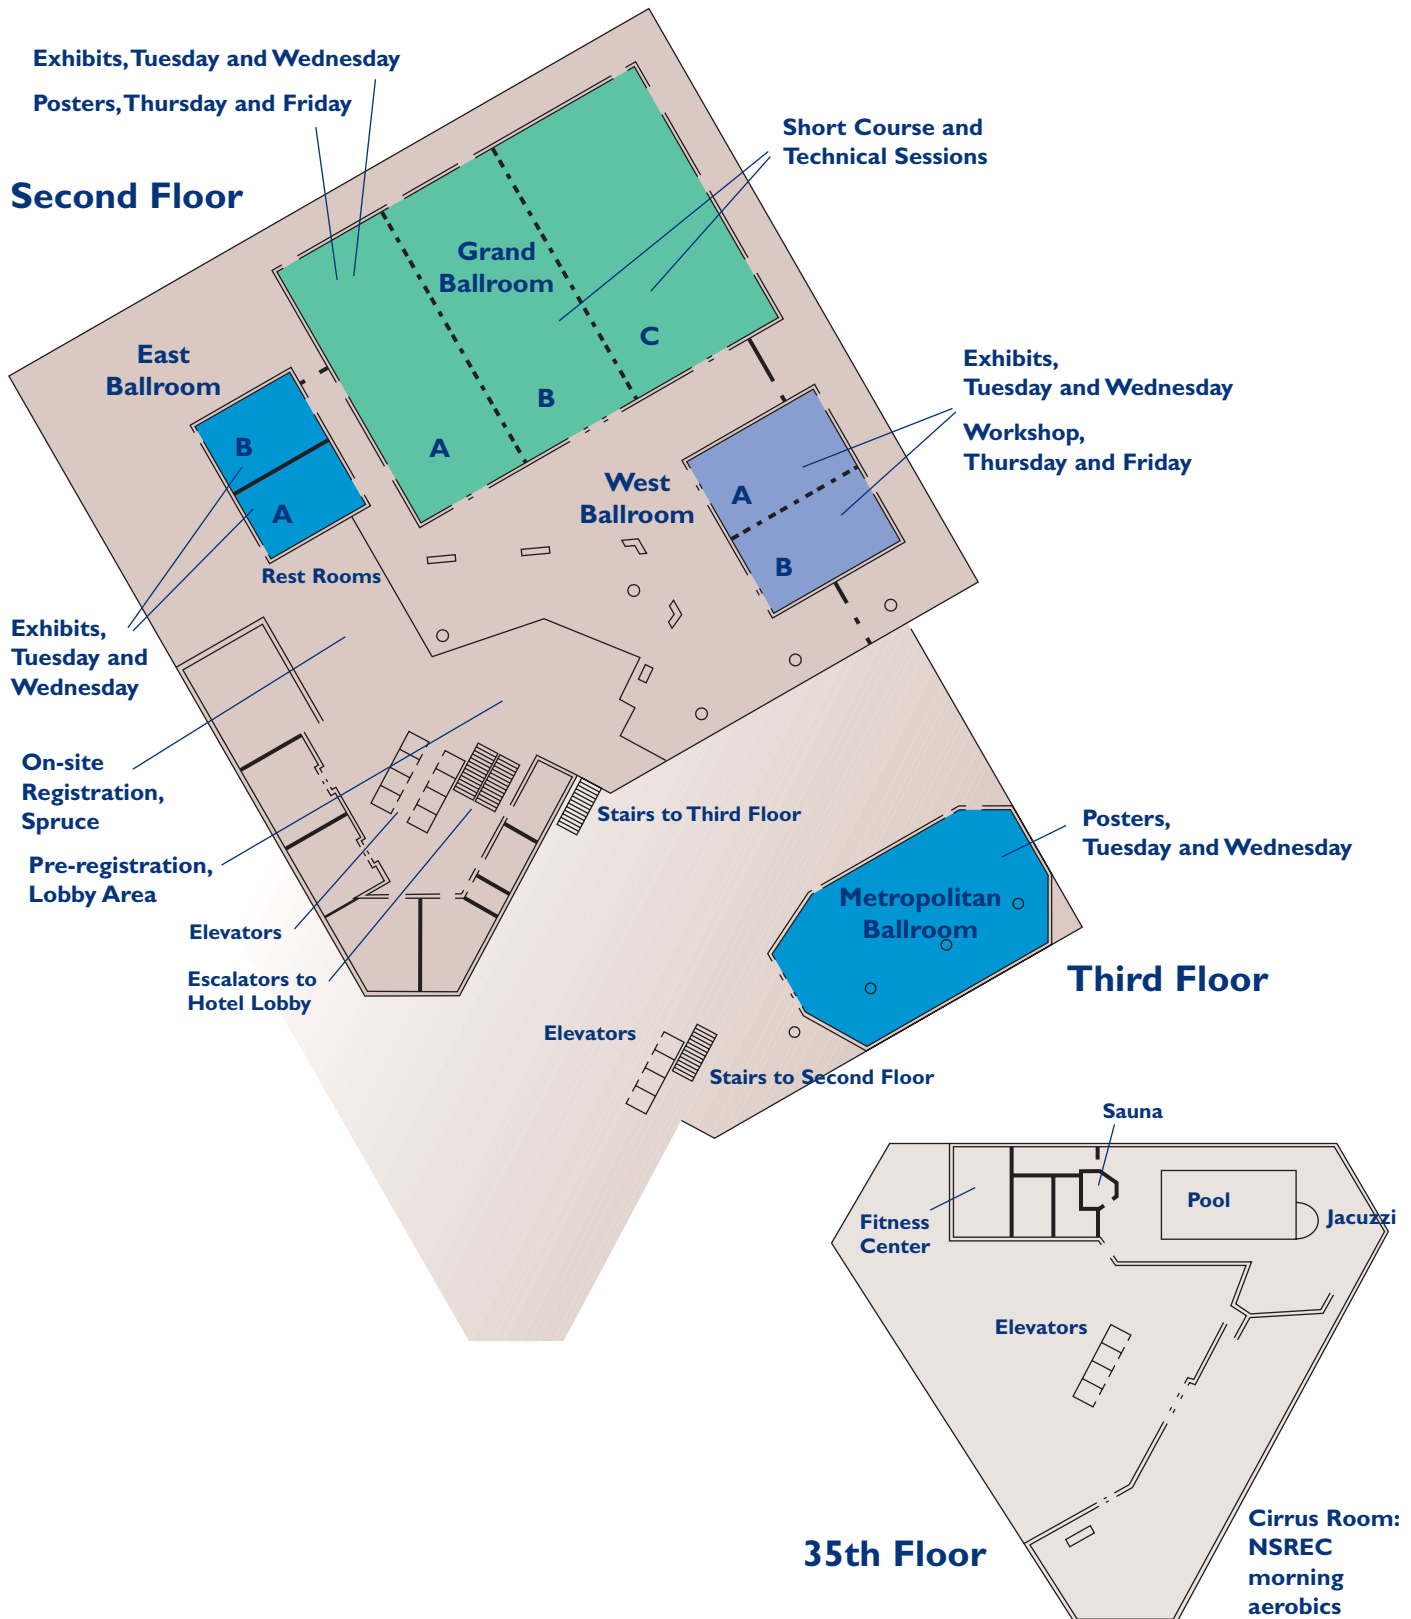 Exhibits, Tuesday and Wednesday
Posters, Thursday and Friday
Second Floor
Short Course and
Technical Sessions
Grand
Ballroom
C
B
A
East
Ballroom
B
A
Exhibits,
Tuesday and Wednesday
Workshop,
Thursday and Friday
West
Ballroom
A
B
Rest Rooms
Exhibits,
Tuesday and
Wednesday
On-site
Registration,
Spruce
Pre-registration,
Lobby Area
Stairs to Third Floor
Elevators
Escalators to
Hotel Lobby
Posters,
Tuesday and Wednesday
Metropolitan
Ballroom
Third Floor
Elevators
Stairs to Second Floor
Sauna
Pool
Jacuzzi
Fitness
Center
Elevators
35th Floor
Cirrus Room:
NSREC
morning
aerobics